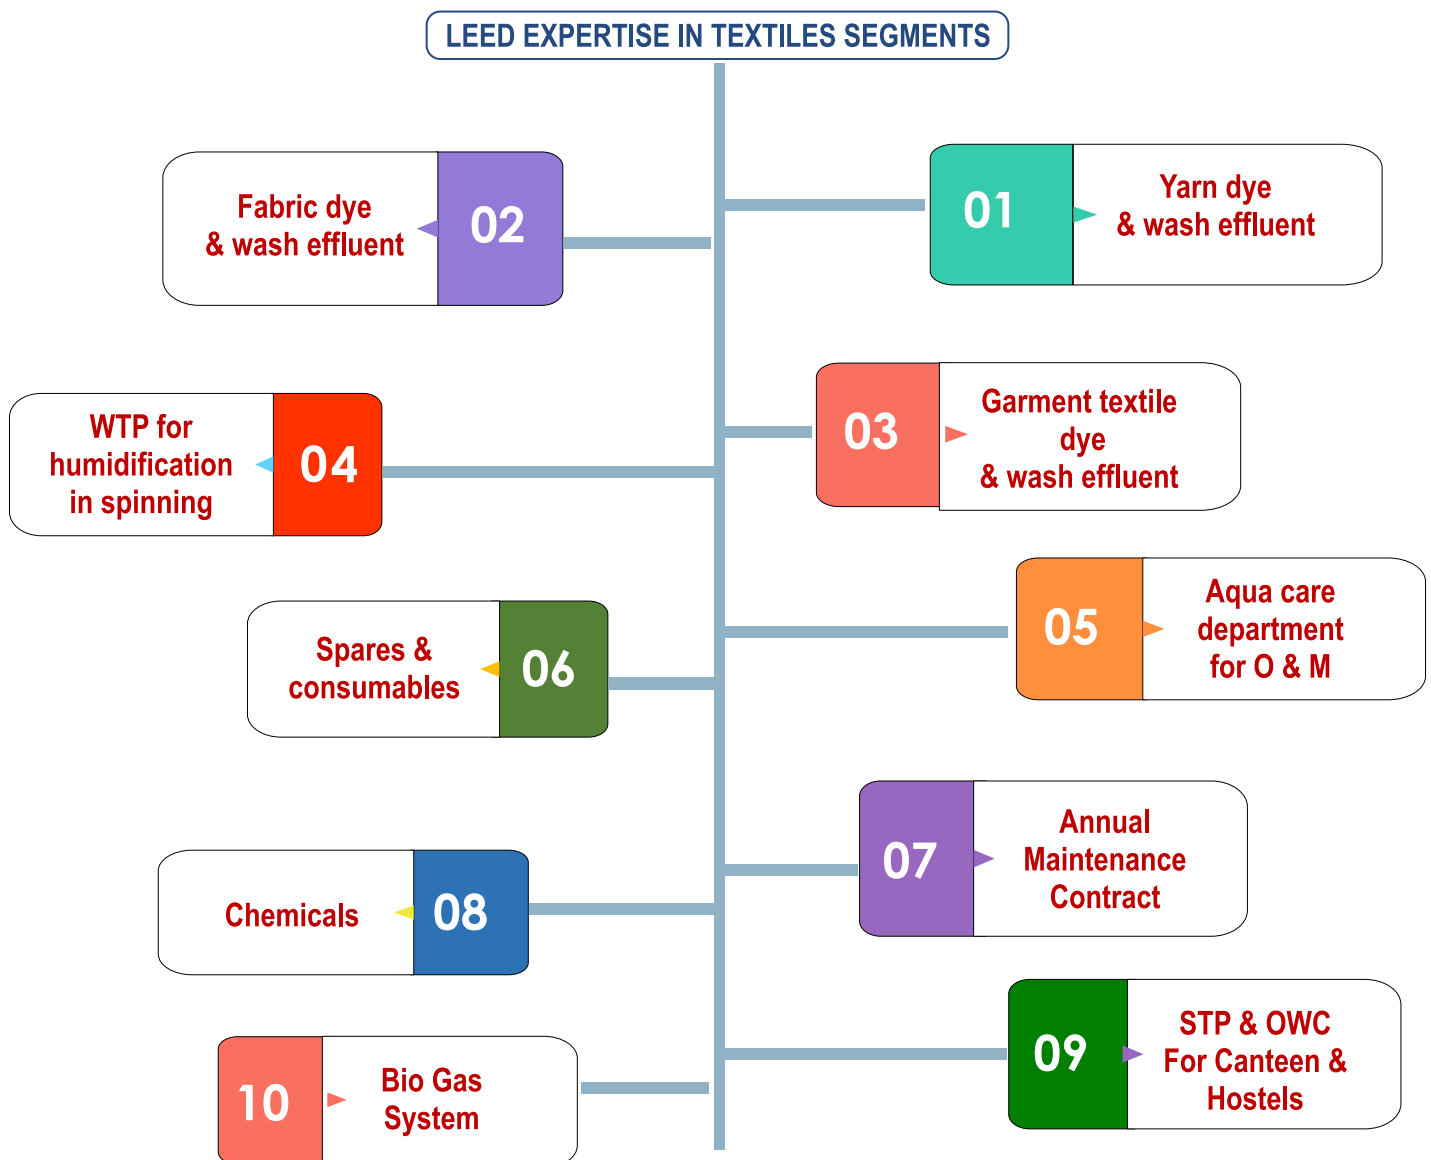 LEED EXPERTISE IN TEXTILES SEGMENTS
01
Yarn dye
& wash effluent
02
Fabric dye
& wash effluent
03
Garment textile
dye
& wash effluent
04
WTP for
humidification
in spinning
05
Aqua care
department
for O & M
06
Spares &
consumables
07
Annual
Maintenance
Contract
08
Chemicals
09
STP & OWC
For Canteen &
Hostels
10
Bio Gas
System